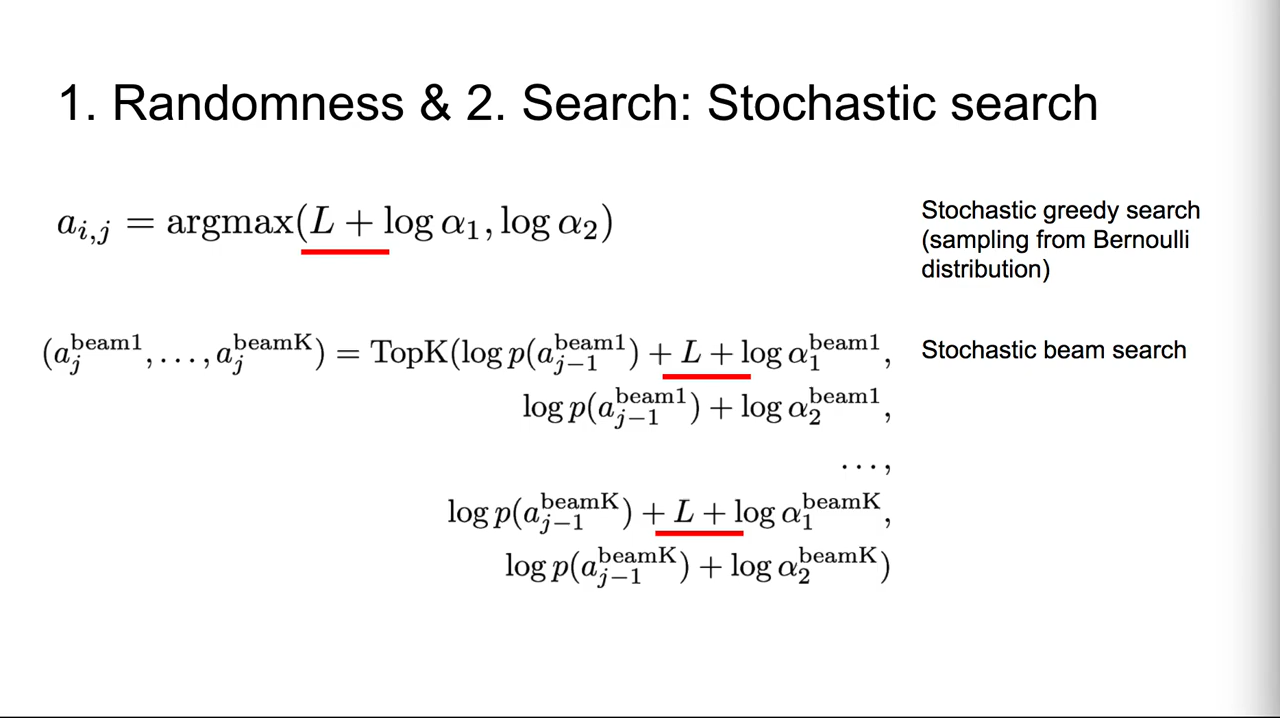 1. Randomness & 2. Search: Stochastic search
a_{i,j} = argmax(L + log α_1, log α_2)
Stochastic greedy search
(sampling from Bernoulli
distribution)
(a_j^{beam1}, . . . , a_j^{beamK}) = TopK(log p(a_{j−1}^{beam1}) + L + log α_1^{beam1},
Stochastic beam search
log p(a_{j−1}^{beam1}) + log α_2^{beam1},
. . . ,
log p(a_{j−1}^{beamK}) + L + log α_1^{beamK},
log p(a_{j−1}^{beamK}) + log α_2^{beamK})